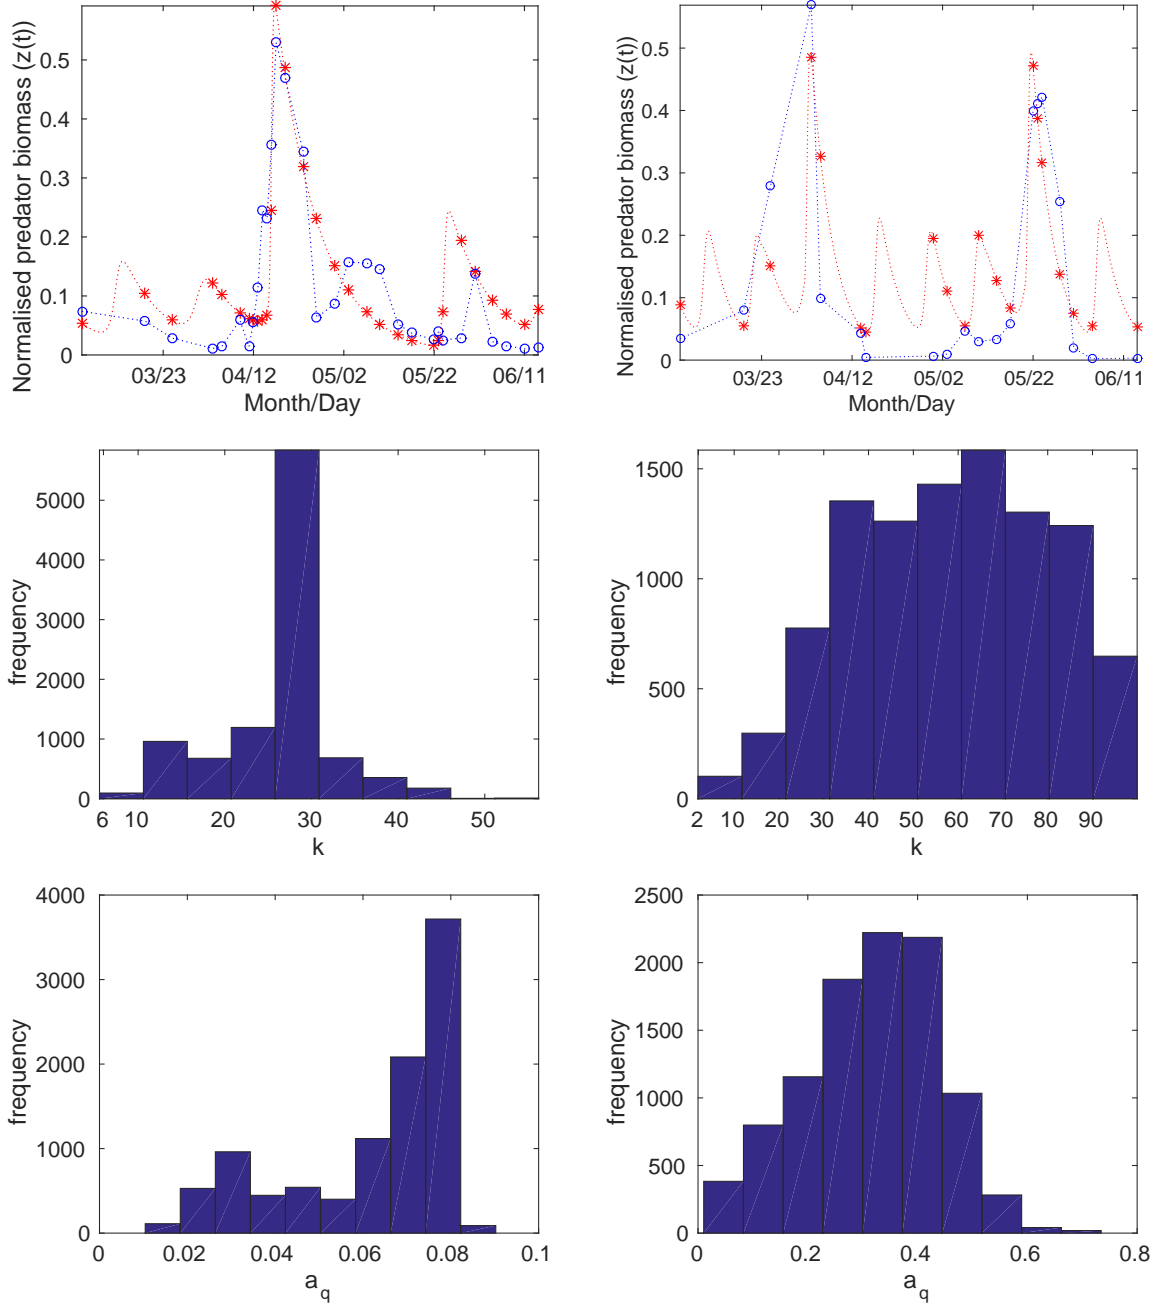 Normalised predator biomass (z(t))
0.5
0.4
0.3
0.2
0.1
0
03/23 04/12 05/02 05/22 06/11
Month/Day
Normalised predator biomass (z(t))
0.5
0.4
0.3
0.2
0.1
0
03/23 04/12 05/02 05/22 06/11
Month/Day
frequency
5000
4000
3000
2000
1000
0
6 10 20 30 40 50
k
frequency
1500
1000
500
0
2 10 20 30 40 50 60 70 80 90
k
frequency
4000
3000
2000
1000
0
0 0.02 0.04 0.06 0.08 0.1
a_q
frequency
2500
2000
1500
1000
500
0
0 0.2 0.4 0.6 0.8
a_q